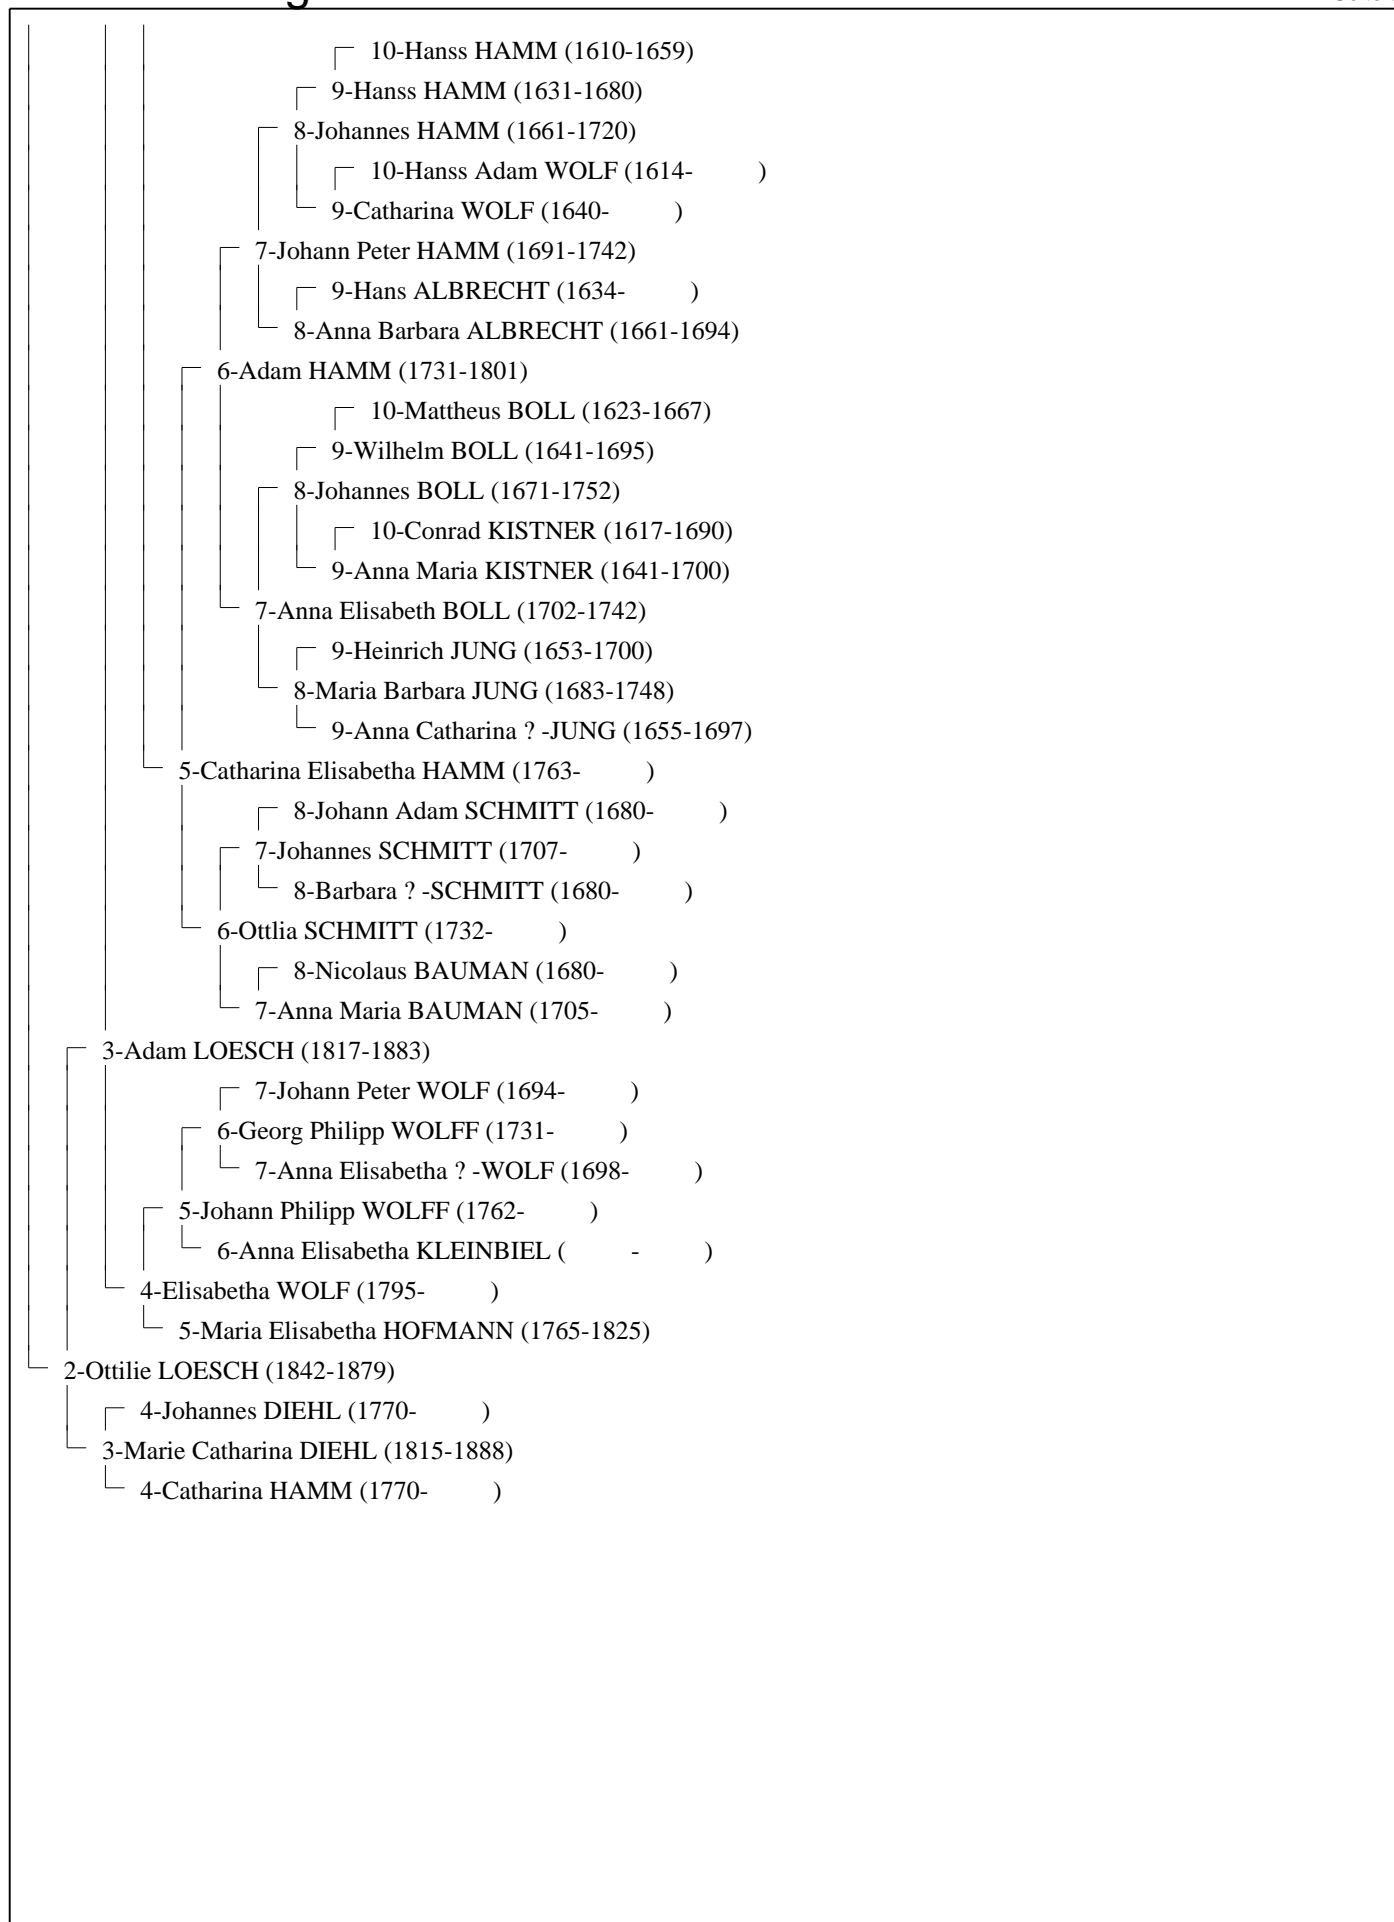 10-Hanss HAMM (1610-1659)
9-Hanss HAMM (1631-1680)
8-Johannes HAMM (1661-1720)
10-Hanss Adam WOLF (1614- )
9-Catharina WOLF (1640- )
7-Johann Peter HAMM (1691-1742)
9-Hans ALBRECHT (1634- )
8-Anna Barbara ALBRECHT (1661-1694)
6-Adam HAMM (1731-1801)
10-Mattheus BOLL (1623-1667)
9-Wilhelm BOLL (1641-1695)
8-Johannes BOLL (1671-1752)
10-Conrad KISTNER (1617-1690)
9-Anna Maria KISTNER (1641-1700)
7-Anna Elisabeth BOLL (1702-1742)
9-Heinrich JUNG (1653-1700)
8-Maria Barbara JUNG (1683-1748)
9-Anna Catharina ? -JUNG (1655-1697)
5-Catharina Elisabetha HAMM (1763- )
8-Johann Adam SCHMITT (1680- )
7-Johannes SCHMITT (1707- )
8-Barbara ? -SCHMITT (1680- )
6-Ottlia SCHMITT (1732- )
8-Nicolaus BAUMAN (1680- )
7-Anna Maria BAUMAN (1705- )
3-Adam LOESCH (1817-1883)
7-Johann Peter WOLF (1694- )
6-Georg Philipp WOLFF (1731- )
7-Anna Elisabetha ? -WOLF (1698- )
5-Johann Philipp WOLFF (1762- )
6-Anna Elisabetha KLEINBIEL ( - )
4-Elisabetha WOLF (1795- )
5-Maria Elisabetha HOFMANN (1765-1825)
2-Ottilie LOESCH (1842-1879)
4-Johannes DIEHL (1770- )
3-Marie Catharina DIEHL (1815-1888)
4-Catharina HAMM (1770- )